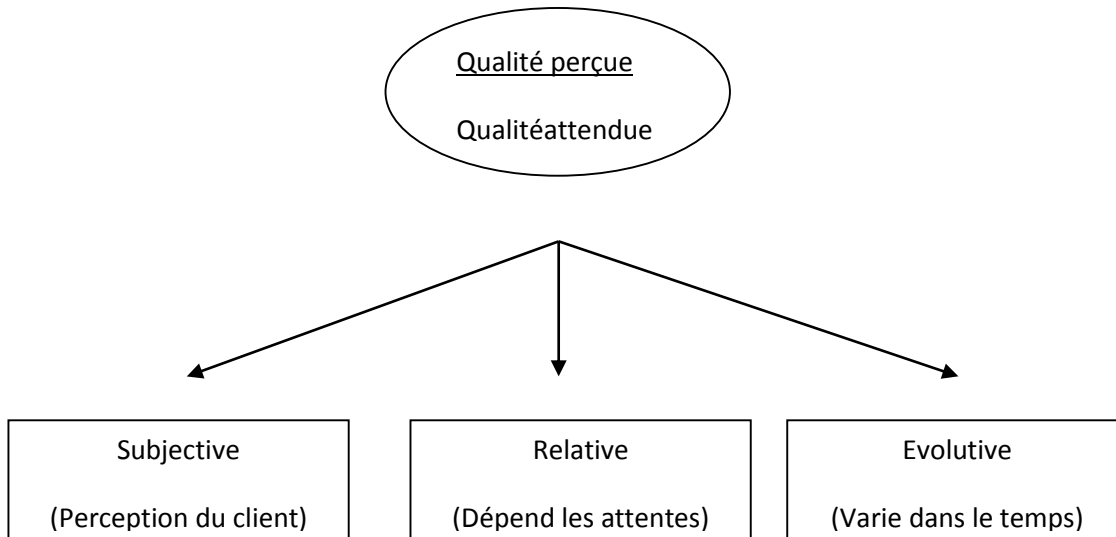 Qualité perçue
Qualitéattendue
Subjective
(Perception du client)
Relative
(Dépend les attentes)
Evolutive
(Varie dans le temps)